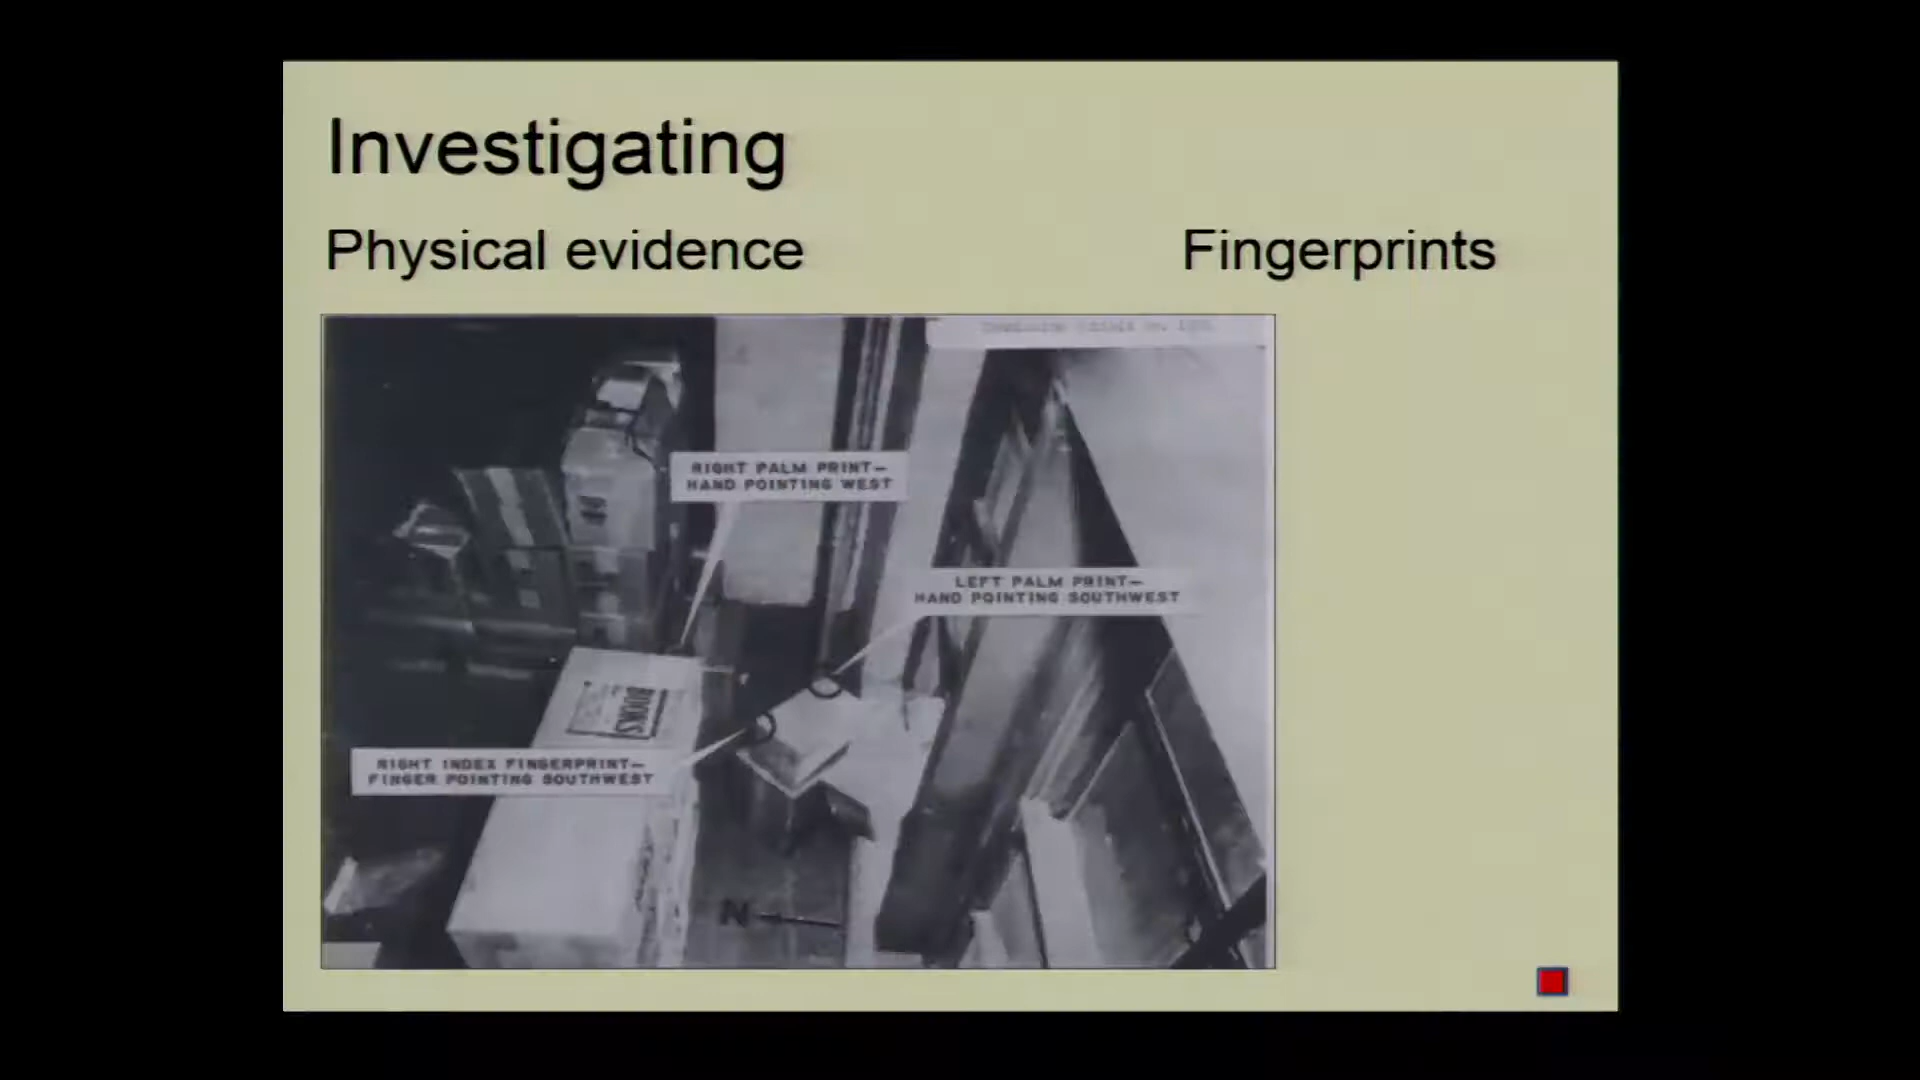 Investigating
Physical evidence
Fingerprints
RIGHT PALM PRINT—
HAND POINTING WEST
LEFT PALM PRINT—
HAND POINTING SOUTHWEST
BOOKS
RIGHT INDEX FINGERPRINT—
FINGER POINTING SOUTHWEST
N